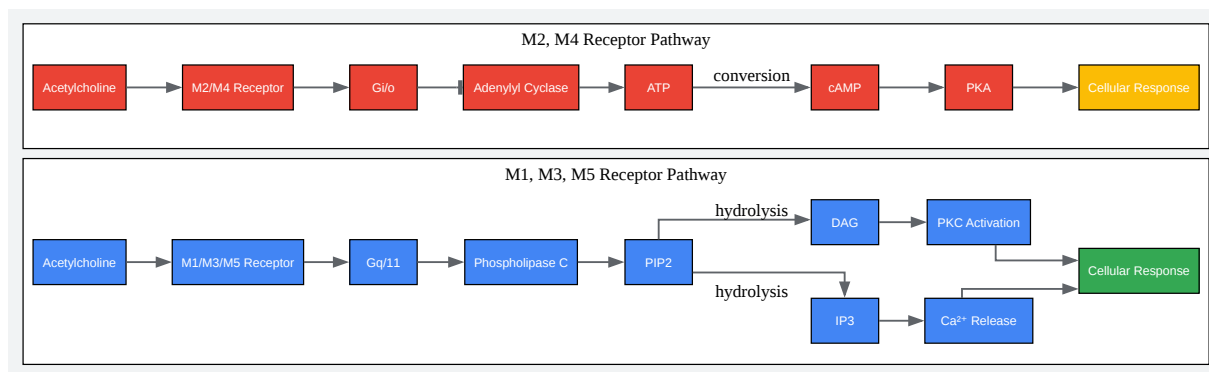 M2, M4 Receptor Pathway
Acetylcholine
M2/M4 Receptor
Gi/o
Adenylyl Cyclase
ATP
conversion
cAMP
PKA
Cellular Response
M1, M3, M5 Receptor Pathway
Acetylcholine
M1/M3/M5 Receptor
Gq/11
Phospholipase C
PIP2
hydrolysis
DAG
PKC Activation
hydrolysis
IP3
Ca²⁺ Release
Cellular Response